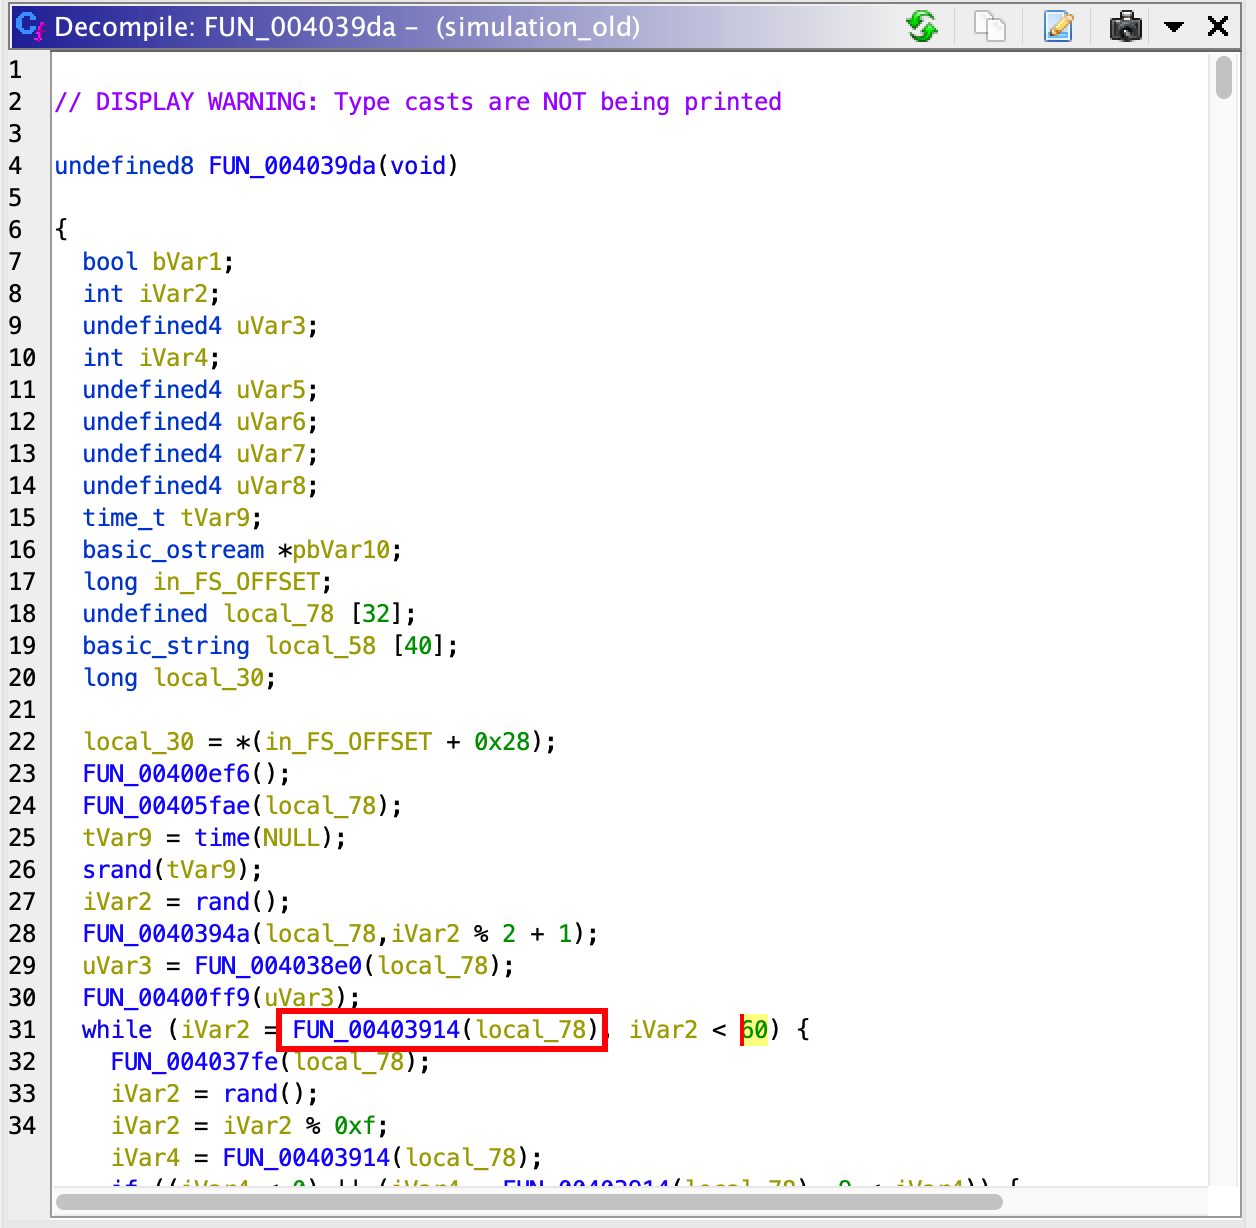 Decompile: FUN_004039da – (simulation_old)
1
2 // DISPLAY WARNING: Type casts are NOT being printed
3
4 undefined8 FUN_004039da(void)
5
6 {
7 bool bVar1;
8 int iVar2;
9 undefined4 uVar3;
10 int iVar4;
11 undefined4 uVar5;
12 undefined4 uVar6;
13 undefined4 uVar7;
14 undefined4 uVar8;
15 time_t tVar9;
16 basic_ostream *pbVar10;
17 long in_FS_OFFSET;
18 undefined local_78 [32];
19 basic_string local_58 [40];
20 long local_30;
21
22 local_30 = *(in_FS_OFFSET + 0x28);
23 FUN_00400ef6();
24 FUN_00405fae(local_78);
25 tVar9 = time(NULL);
26 srand(tVar9);
27 iVar2 = rand();
28 FUN_0040394a(local_78,iVar2 % 2 + 1);
29 uVar3 = FUN_004038e0(local_78);
30 FUN_00400ff9(uVar3);
31 while (iVar2 = FUN_00403914(local_78), iVar2 < 60) {
32 FUN_004037fe(local_78);
33 iVar2 = rand();
34 iVar2 = iVar2 % 0xf;
iVar4 = FUN_00403914(local_78);